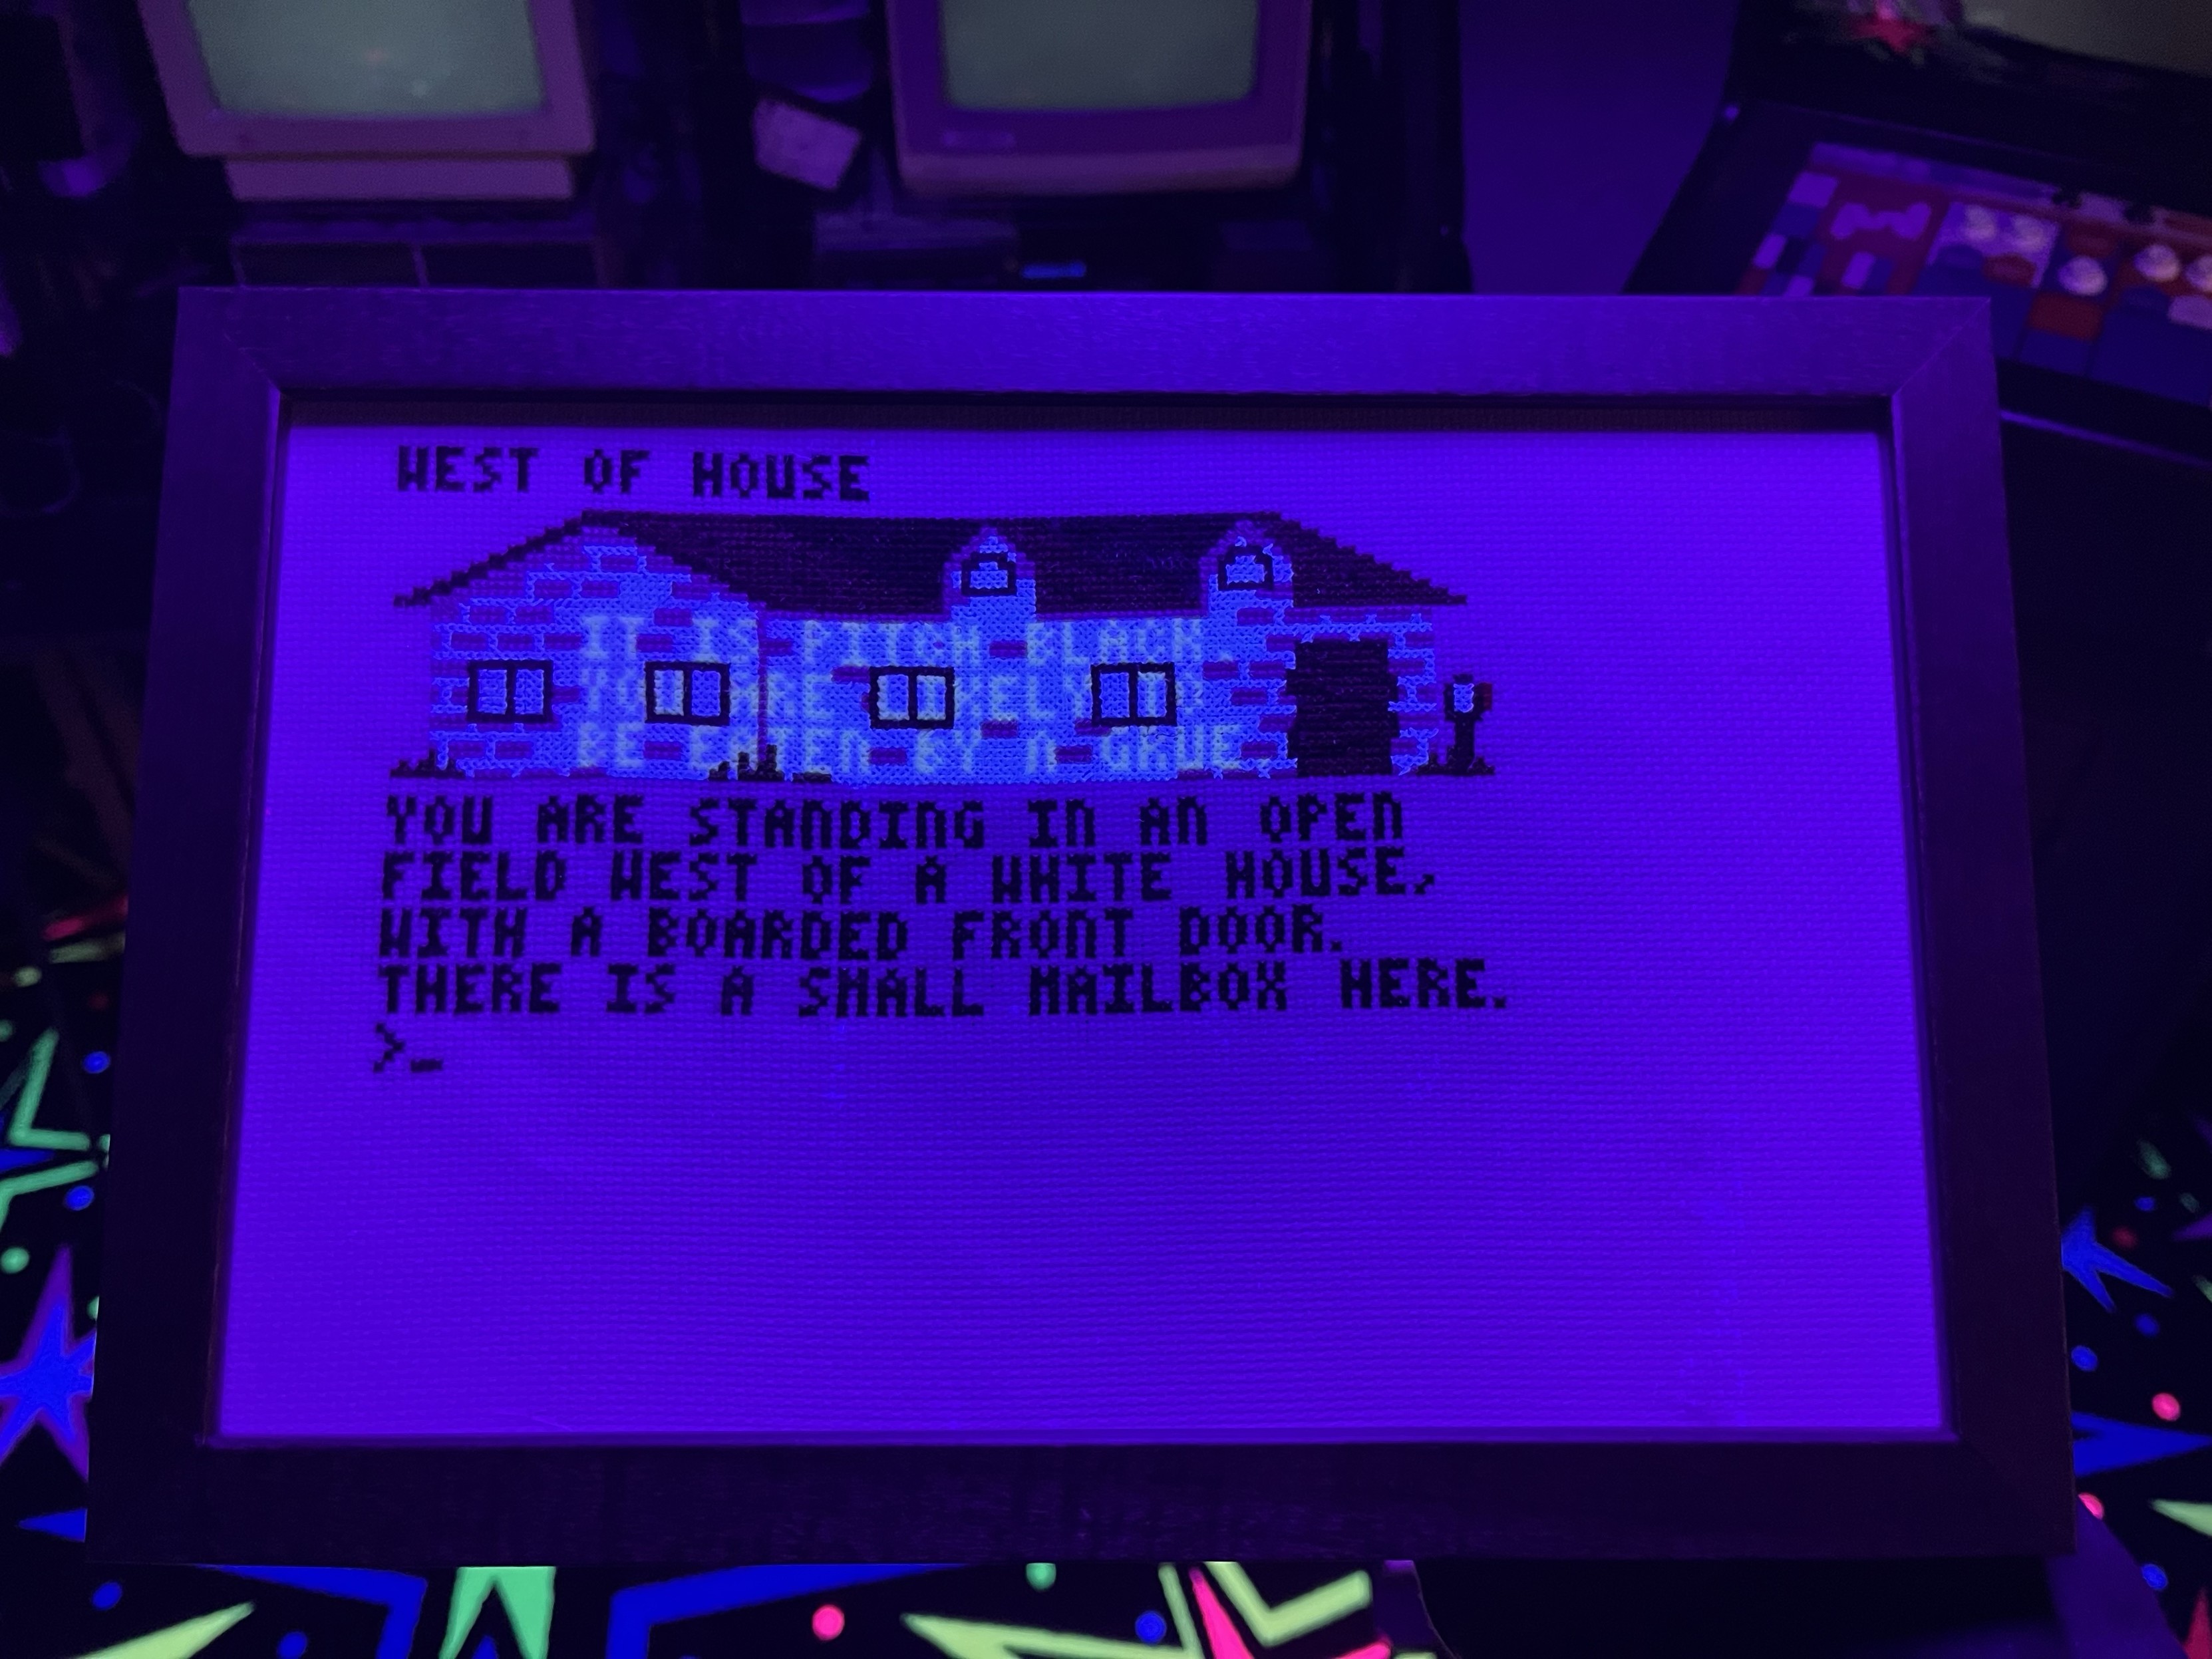 WEST OF HOUSE
IT IS PITCH BLACK.
YOU ARE LIKELY TO
BE EATEN BY A GRUE.
YOU ARE STANDING IN AN OPEN
FIELD WEST OF A WHITE HOUSE,
WITH A BOARDED FRONT DOOR.
THERE IS A SMALL MAILBOX HERE.
>_